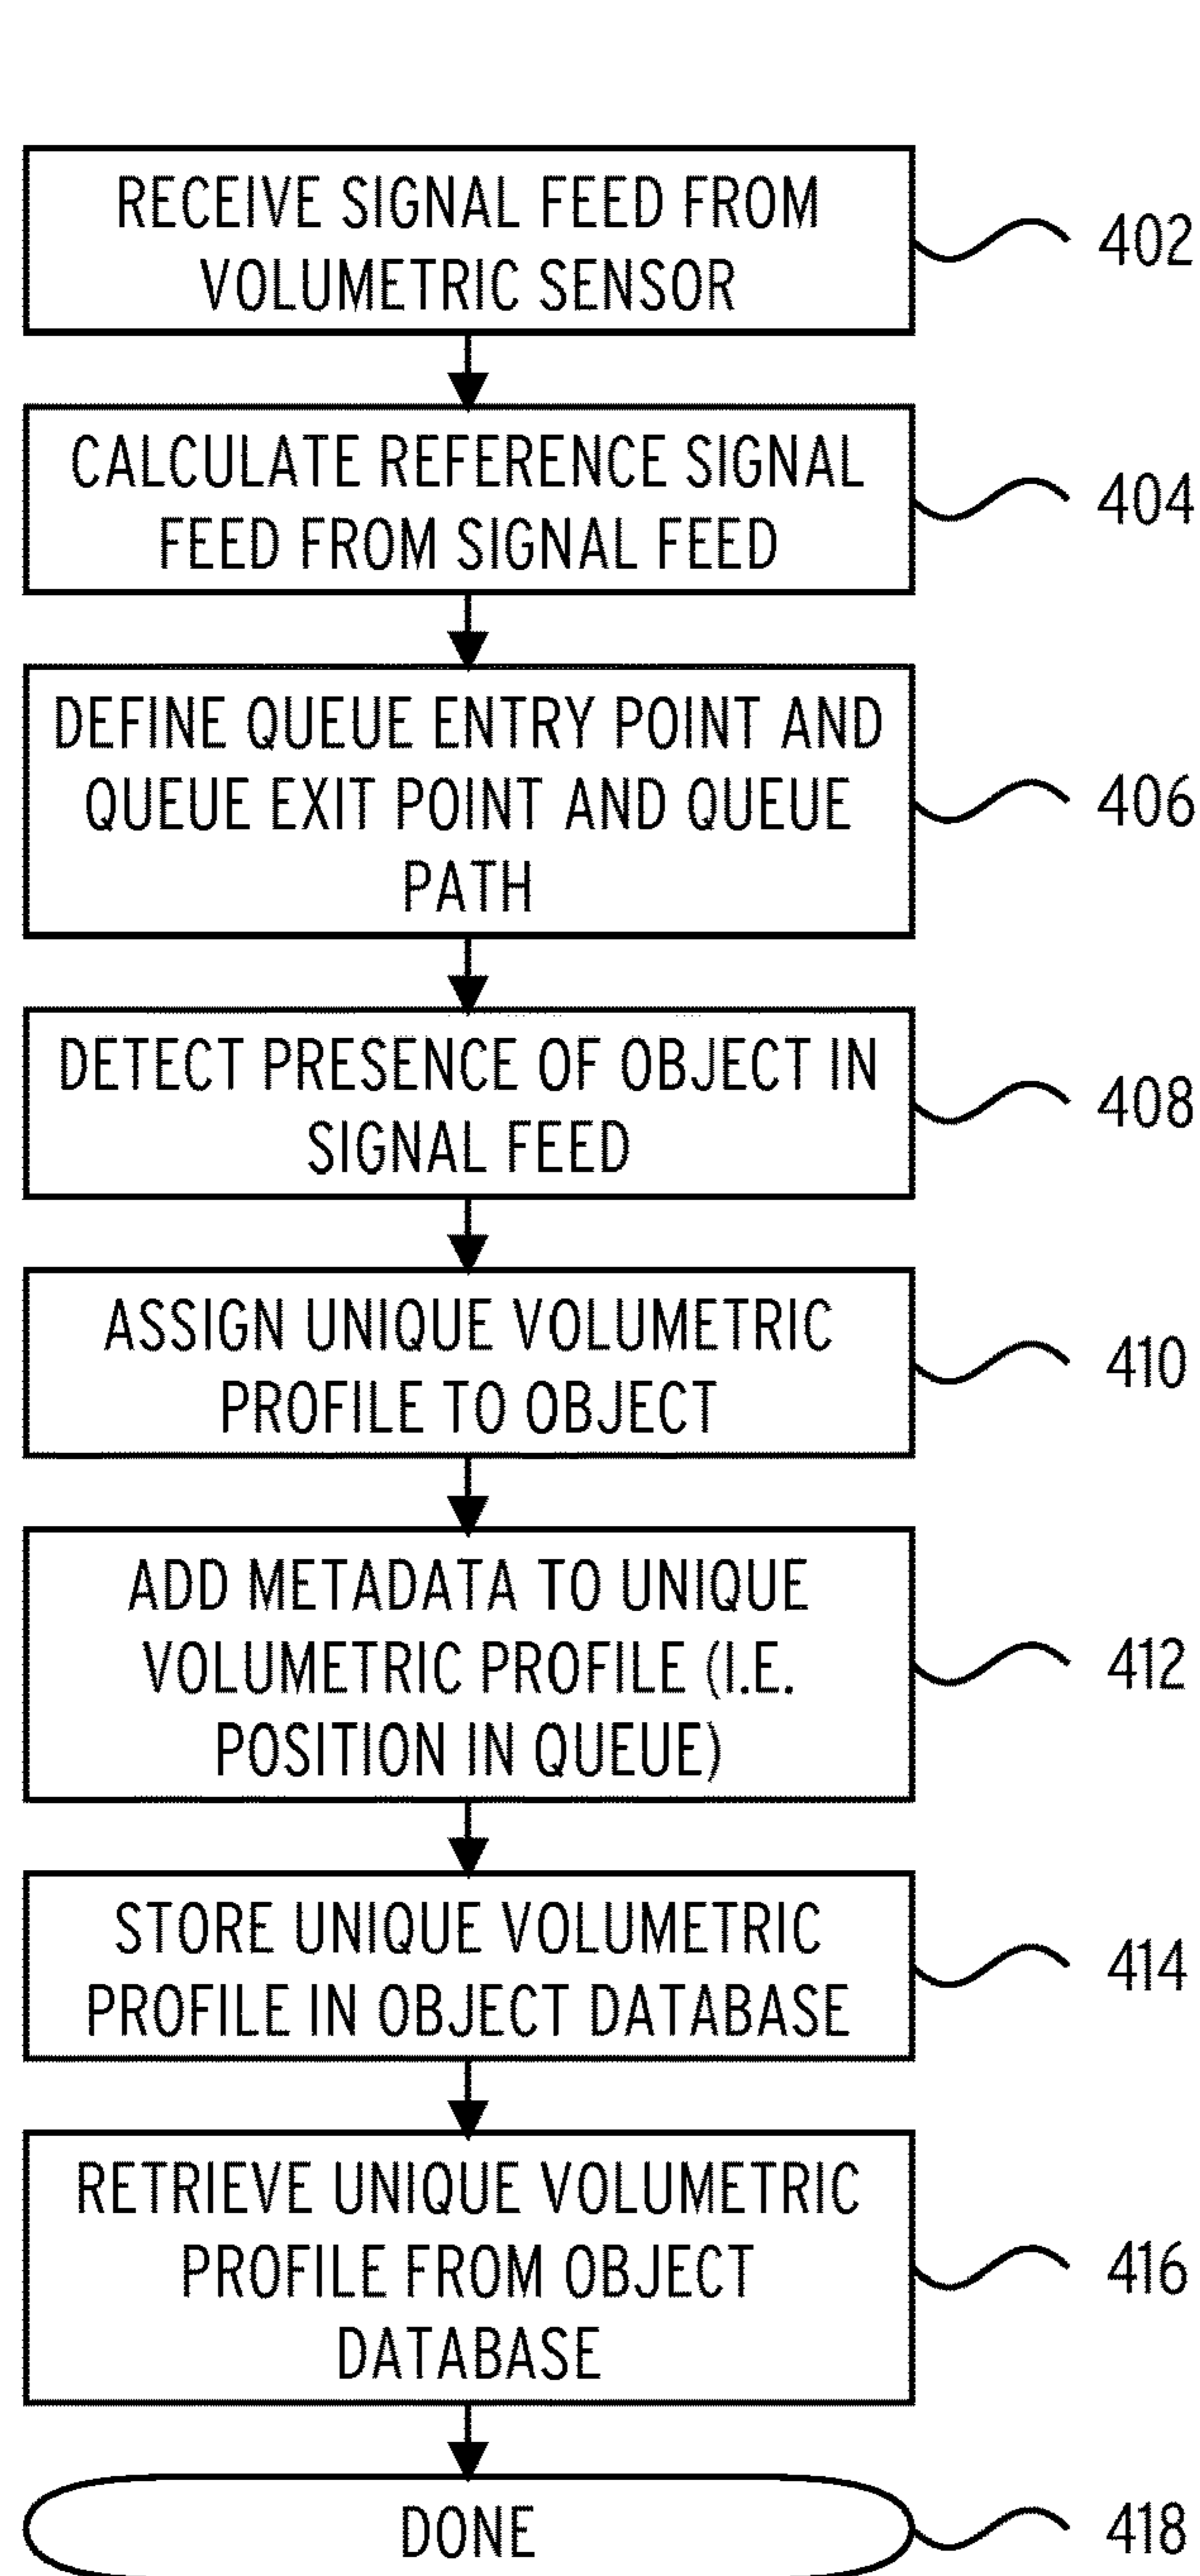 RECEIVE SIGNAL FEED FROM
VOLUMETRIC SENSOR
402
CALCULATE REFERENCE SIGNAL
FEED FROM SIGNAL FEED
404
DEFINE QUEUE ENTRY POINT AND
QUEUE EXIT POINT AND QUEUE
PATH
406
DETECT PRESENCE OF OBJECT IN
SIGNAL FEED
408
ASSIGN UNIQUE VOLUMETRIC
PROFILE TO OBJECT
410
ADD METADATA TO UNIQUE
VOLUMETRIC PROFILE (I.E.
POSITION IN QUEUE)
412
STORE UNIQUE VOLUMETRIC
PROFILE IN OBJECT DATABASE
414
RETRIEVE UNIQUE VOLUMETRIC
PROFILE FROM OBJECT
DATABASE
416
DONE
418